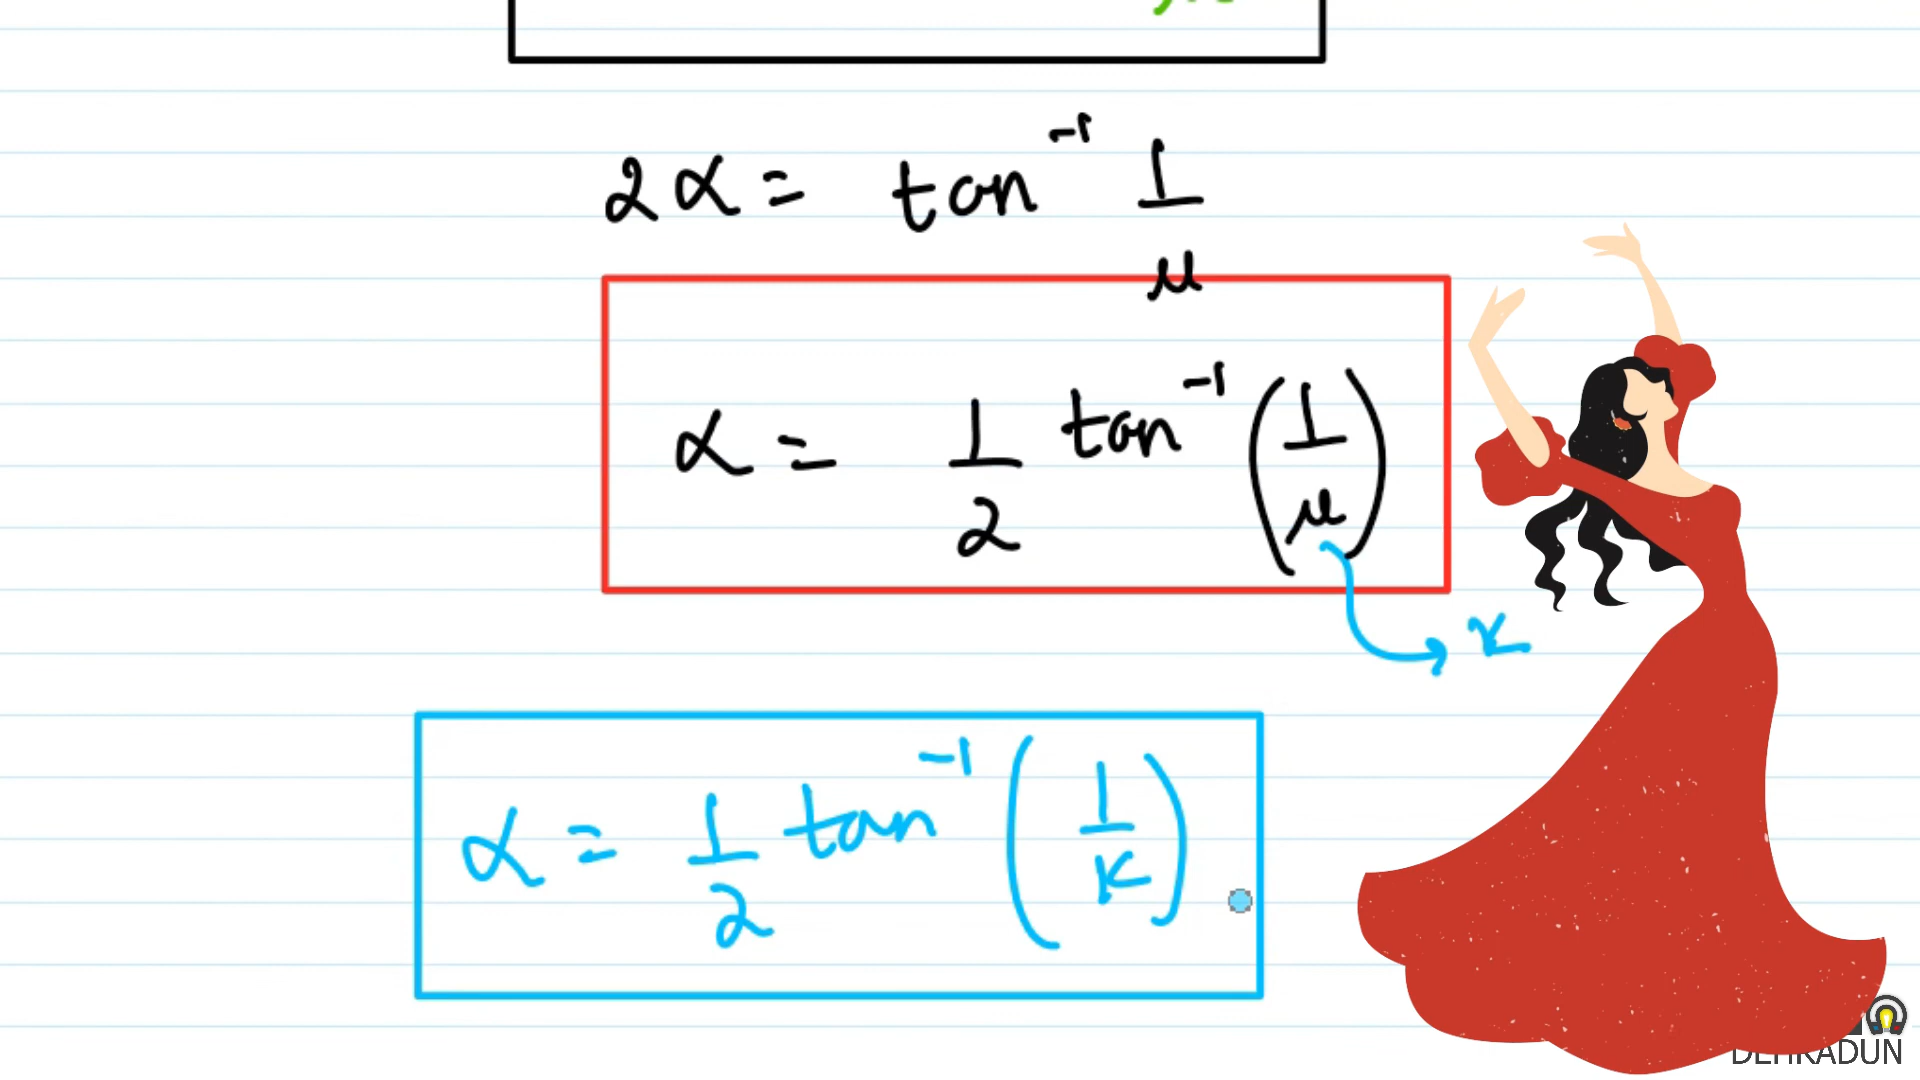 2α = tan⁻¹ 1/μ
α = 1/2 tan⁻¹ (1/μ)
→ K
α = 1/2 tan⁻¹ (1/K)
DEHRADUN